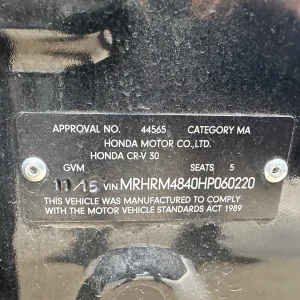 APPROVAL NO. 44565 CATEGORY MA
HONDA MOTOR CO.,LTD.
HONDA CR-V 30
GVM SEATS 5
11/15 VIN MRHRM4840HP060220
THIS VEHICLE WAS MANUFACTURED TO COMPLY
WITH THE MOTOR VEHICLE STANDARDS ACT 1989